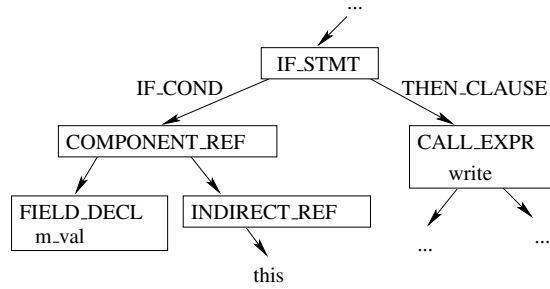 ...
IF_STMT
IF_COND
THEN_CLAUSE
COMPONENT_REF
CALL_EXPR
write
FIELD_DECL
m_val
INDIRECT_REF
...
...
this